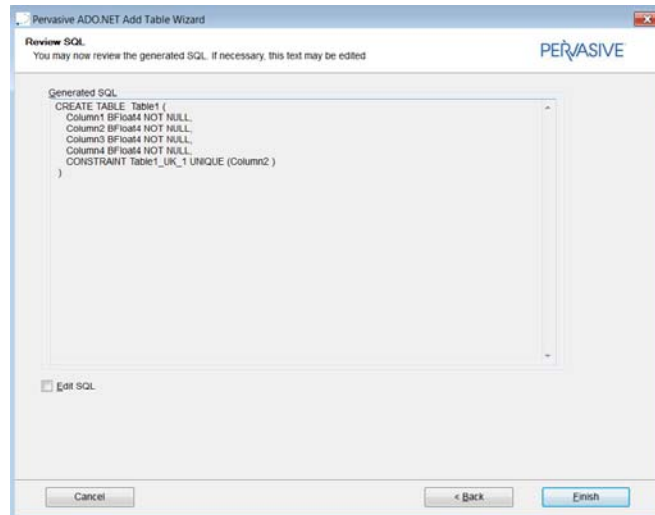 Pervasive ADO.NET Add Table Wizard
Review SQL.
You may now review the generated SQL. If necessary, this text may be edited
PERVASIVE
Generated SQL
CREATE TABLE Table1 (
Column1 BFloat4 NOT NULL,
Column2 BFloat4 NOT NULL,
Column3 BFloat4 NOT NULL,
Column4 BFloat4 NOT NULL,
CONSTRAINT Table1_UK_1 UNIQUE (Column2 )
)
Edit SQL
Cancel
< Back
Finish